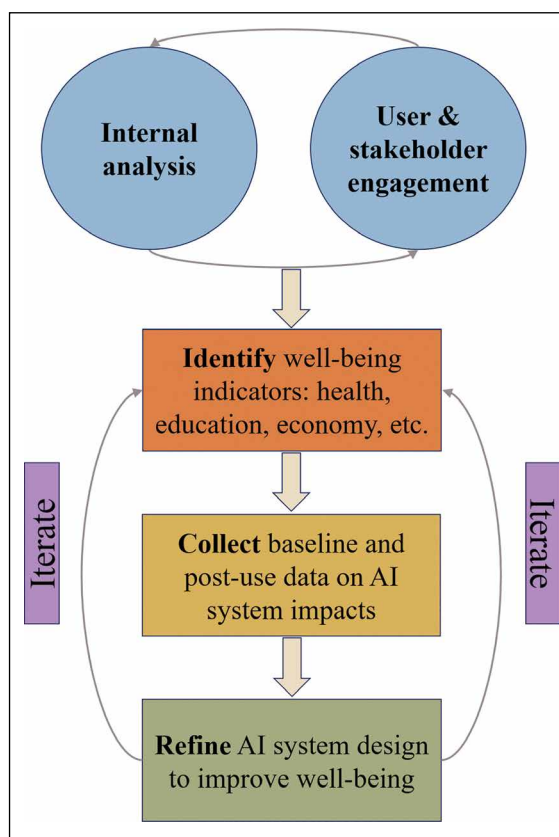 Internal
analysis
User &
stakeholder
engagement
Identify well-being
indicators: health,
education, economy, etc.
Iterate
Iterate
Collect baseline and
post-use data on AI
system impacts
Refine AI system design
to improve well-being